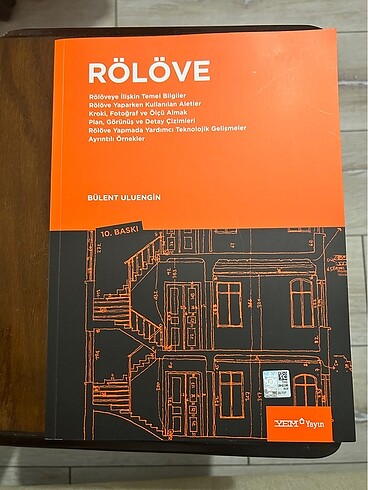 RÖLÖVE
Rölöveye İlişkin Temel Bilgiler
Rölöve Yaparken Kullanılan Aletler
Kroki, Fotoğraf ve Ölçü Almak
Plan, Görünüş ve Detay Çizimleri
Rölöve Yapmada Yardımcı Teknolojik Gelişmeler
Ayrıntılı Örnekler
BÜLENT ULUENGİN
10. BASKI
YEM Yayın